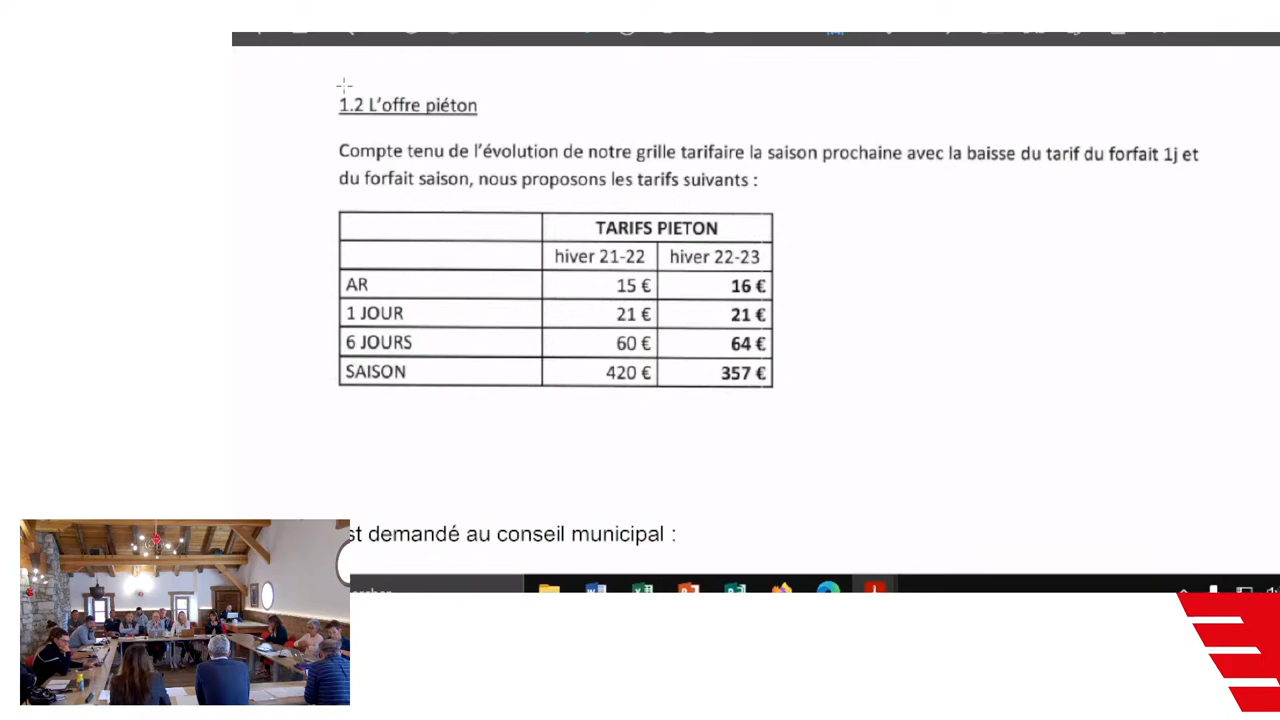 1.2 L'offre piéton
Compte tenu de l'évolution de notre grille tarifaire la saison prochaine avec la baisse du tarif du forfait 1j et
du forfait saison, nous proposons les tarifs suivants :
TARIFS PIETON
hiver 21-22 hiver 22-23
AR 15 € 16 €
1 JOUR 21 € 21 €
6 JOURS 60 € 64 €
SAISON 420 € 357 €
st demandé au conseil municipal :